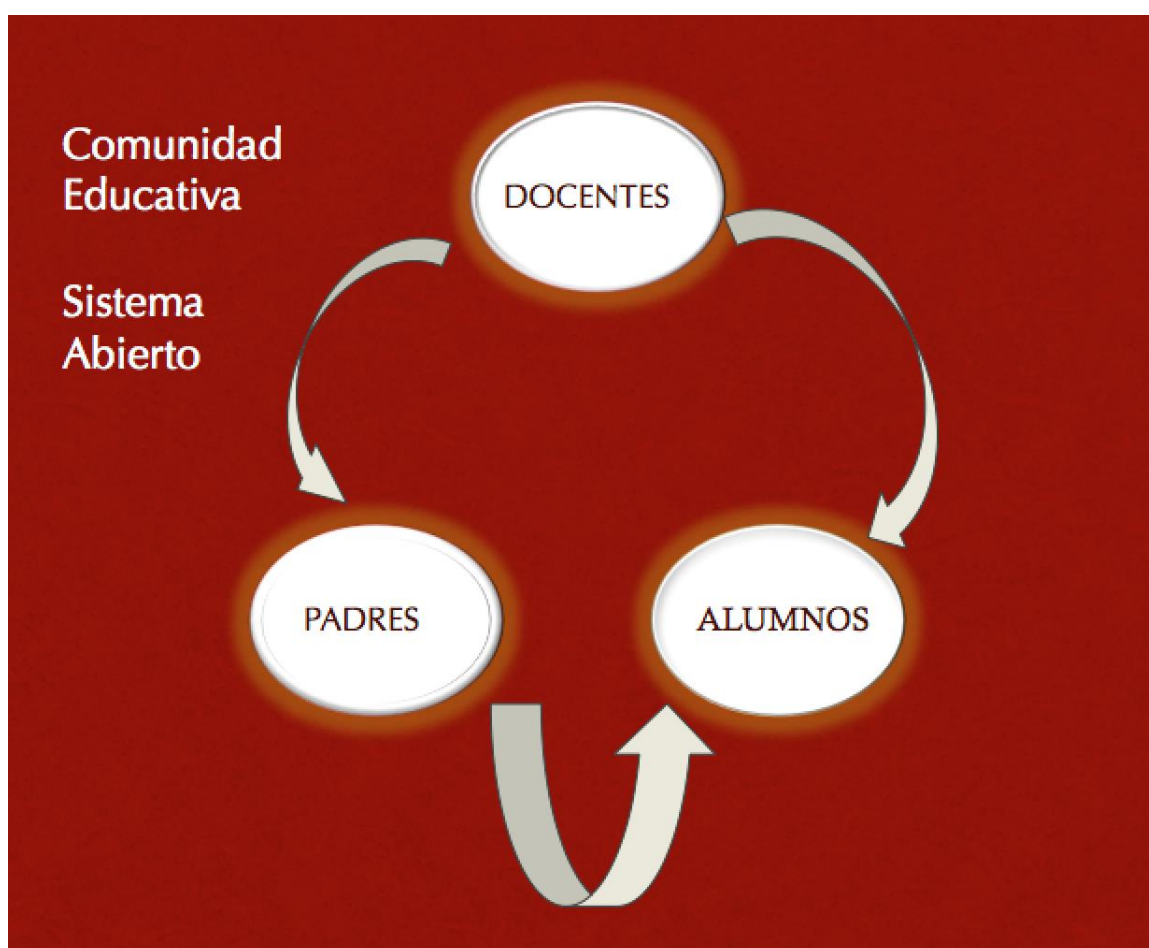 Comunidad
Educativa
Sistema
Abierto
DOCENTES
PADRES
ALUMNOS